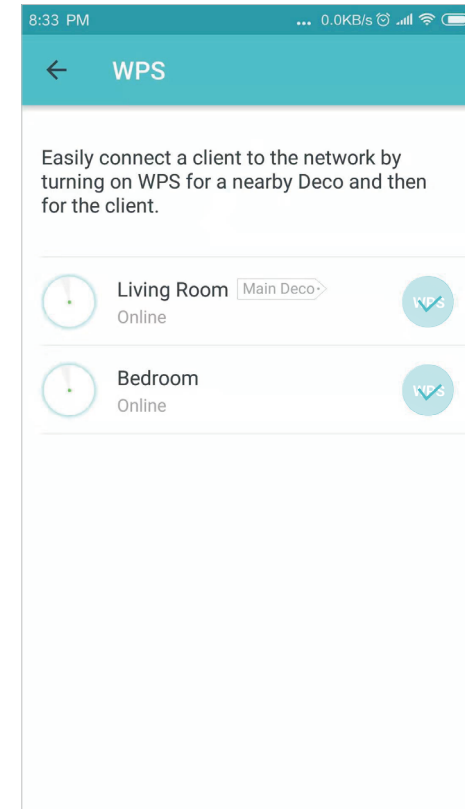 8:33 PM ... 0.0KB/s
WPS
Easily connect a client to the network by
turning on WPS for a nearby Deco and then
for the client.
Living Room Main Deco
Online
WPS
Bedroom
Online
WPS